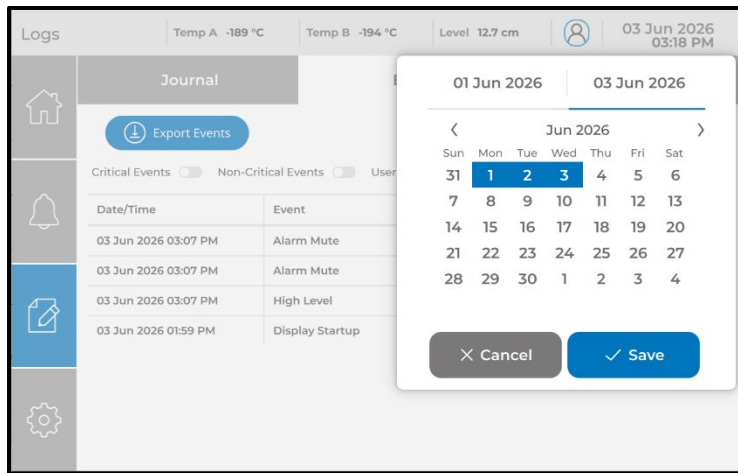 Logs
Temp A -189 °C
Temp B -194 °C
Level 12.7 cm
03 Jun 2026
03:18 PM
Journal
Export Events
Critical Events
Non-Critical Events
User
Date/Time Event
03 Jun 2026 03:07 PM Alarm Mute
03 Jun 2026 03:07 PM Alarm Mute
03 Jun 2026 03:07 PM High Level
03 Jun 2026 01:59 PM Display Startup
01 Jun 2026 03 Jun 2026
Jun 2026
Sun Mon Tue Wed Thu Fri Sat
31 1 2 3 4 5 6
7 8 9 10 11 12 13
14 15 16 17 18 19 20
21 22 23 24 25 26 27
28 29 30 1 2 3 4
Cancel
Save